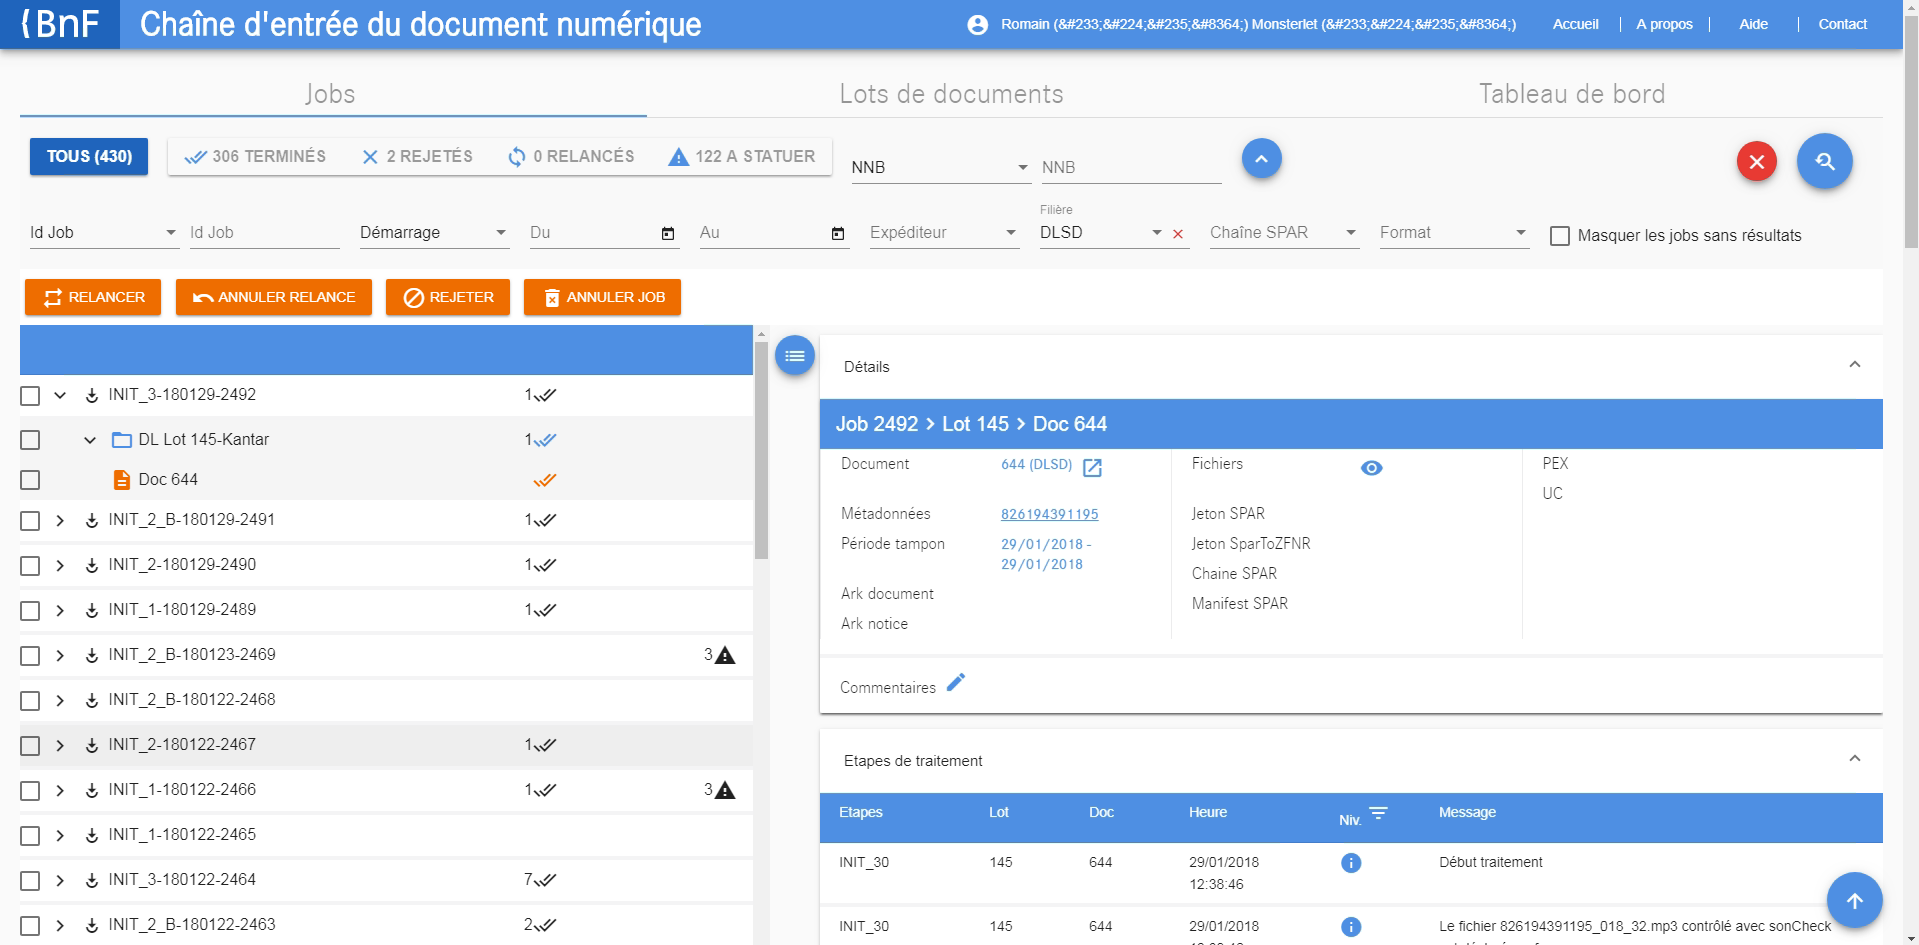 BnF Chaîne d'entrée du document numérique Romain (&#233;&#224;&#235;&#8364;) Monsterlet (&#233;&#224;&#235;&#8364;) Accueil A propos Aide Contact
Jobs Lots de documents Tableau de bord
TOUS (430) 306 TERMINÉS 2 REJETÉS 0 RELANCÉS 122 A STATUER NNB NNB
Filière
Id Job Id Job Démarrage Du Au Expéditeur DLSD Chaîne SPAR Format Masquer les jobs sans résultats
RELANCER ANNULER RELANCE REJETER ANNULER JOB
INIT_3-180129-2492 1
DL Lot 145-Kantar 1
Doc 644
INIT_2_B-180129-2491 1
INIT_2-180129-2490 1
INIT_1-180129-2489 1
INIT_2_B-180123-2469 3
INIT_2_B-180122-2468
INIT_2-180122-2467 1
INIT_1-180122-2466 1 3
INIT_1-180122-2465
INIT_3-180122-2464 7
INIT_2_B-180122-2463 2
Détails
Job 2492 > Lot 145 > Doc 644
Document 644 (DLSD)
Métadonnées 826194391195
Période tampon 29/01/2018 -
29/01/2018
Ark document
Ark notice
Fichiers
Jeton SPAR
Jeton SparToZFNR
Chaine SPAR
Manifest SPAR
PEX
UC
Commentaires
Etapes de traitement
Etapes Lot Doc Heure Niv. Message
INIT_30 145 644 29/01/2018 Début traitement
12:38:46
INIT_30 145 644 29/01/2018 Le fichier 826194391195_018_32.mp3 contrôlé avec sonCheck